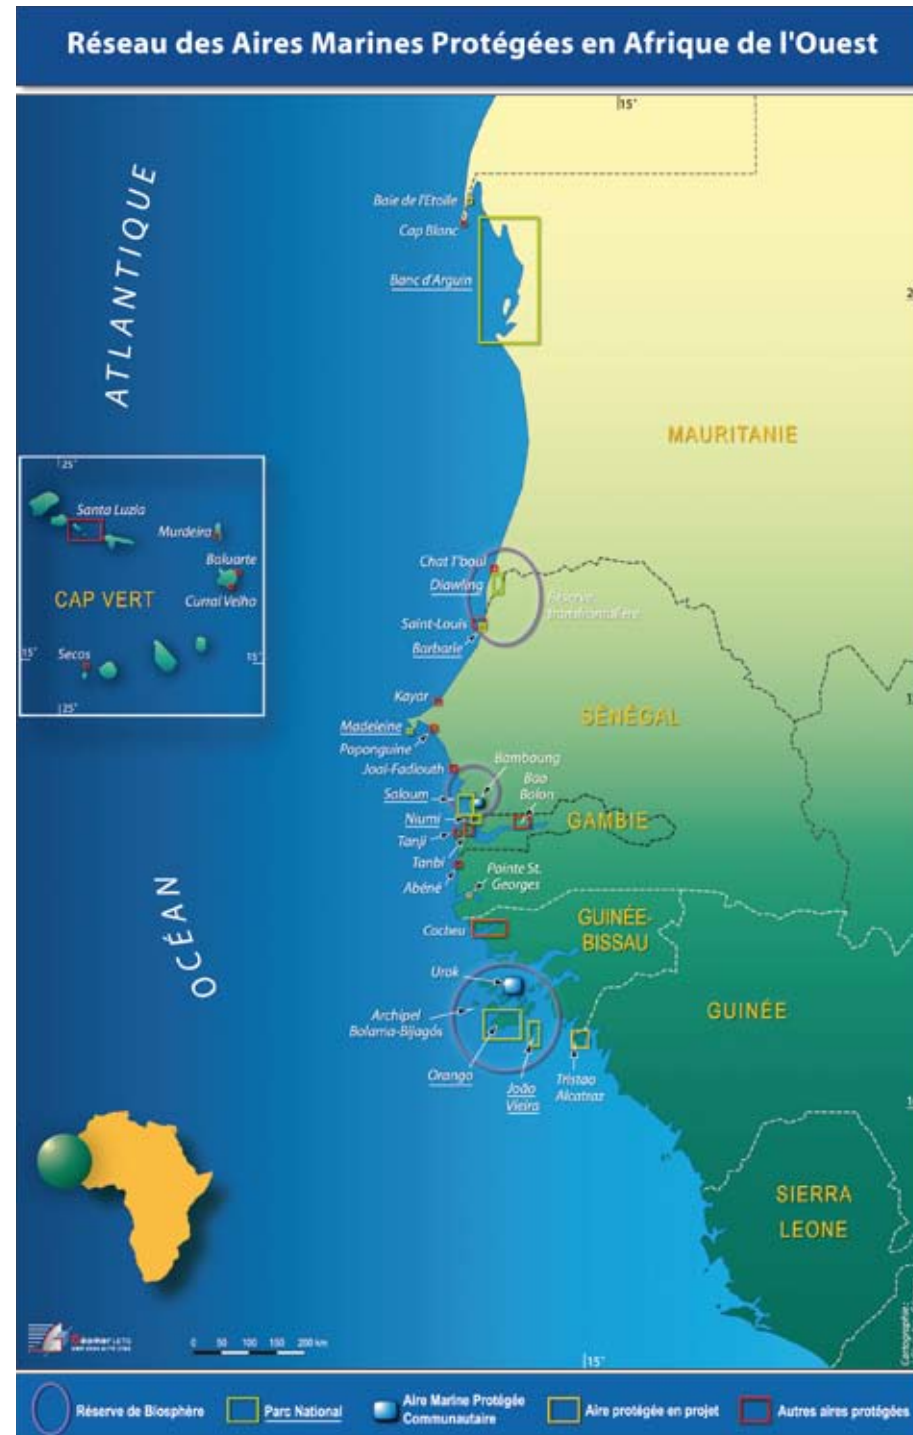 Réseau des Aires Marines Protégées en Afrique de l'Ouest
15°
Baie de l'Etoile
Cap Blanc
Banc d'Arguin
ATLANTIQUE
MAURITANIE
25°
Santa Luzia
Murdeira
Baluarte
CAP VERT
Curral Velho
15°
Secos
15°
25°
Chat T'boul
Diawling
Réserve
transfrontalière
Saint-Louis
Barbarie
Kayar
SÉNÉGAL
Madeleine
Poponguine
Joal-Fadiouth
Bamboung
Bao
Bolon
Saloum
Niumi
GAMBIE
Tanji
Tanbi
Abéné
Pointe St.
Georges
OCÉAN
Cacheu
GUINÉE-
BISSAU
Urok
GUINÉE
Archipel
Bolama-Bijagós
Orango
João
Vieira
Tristao
Alcatraz
SIERRA
LEONE
0 50 100 150 200 km
15°
Cartographie :
Réserve de Biosphère
Parc National
Aire Marine Protégée
Communautaire
Aire protégée en projet
Autres aires protégées